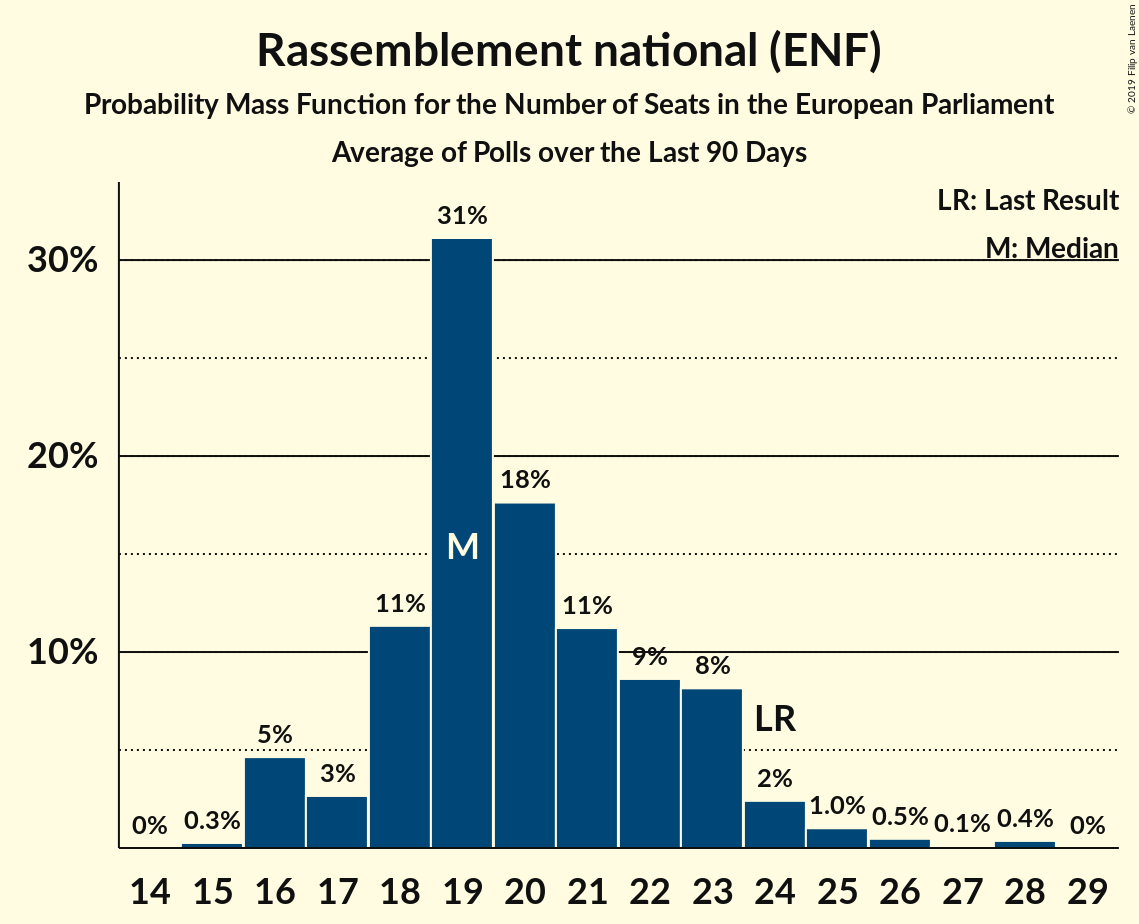 Rassemblement national (ENF)
Probability Mass Function for the Number of Seats in the European Parliament
Average of Polls over the Last 90 Days
© 2019 Filip van Laenen
LR: Last Result
M: Median
30%
20%
10%
0%
0.3%
5%
3%
11%
31%
M
18%
11%
9%
8%
LR
2%
1.0%
0.5%
0.1%
0.4%
0%
14 15 16 17 18 19 20 21 22 23 24 25 26 27 28 29